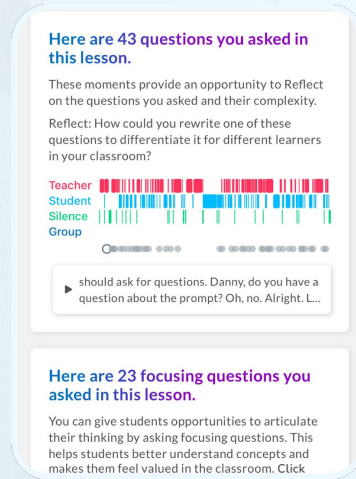 Here are 43 questions you asked in
this lesson.
These moments provide an opportunity to Reflect
on the questions you asked and their complexity.
Reflect: How could you rewrite one of these
questions to differentiate it for different learners
in your classroom?
Teacher
Student
Silence
Group
should ask for questions. Danny, do you have a
question about the prompt? Oh, no. Alright. L...
Here are 23 focusing questions you
asked in this lesson.
You can give students opportunities to articulate
their thinking by asking focusing questions. This
helps students better understand concepts and
makes them feel valued in the classroom. Click